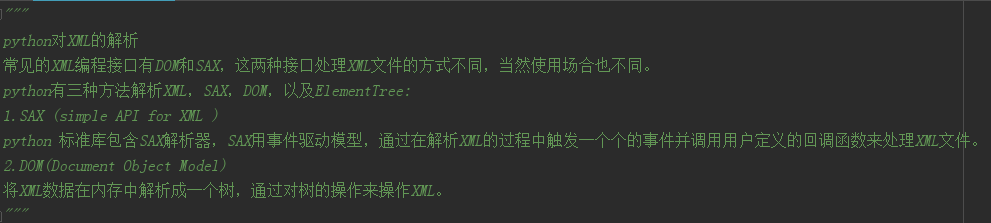 """
python对XML的解析
常见的XML编程接口有DOM和SAX，这两种接口处理XML文件的方式不同，当然使用场合也不同。
python有三种方法解析XML，SAX，DOM，以及ElementTree:
1.SAX (simple API for XML )
python 标准库包含SAX解析器，SAX用事件驱动模型，通过在解析XML的过程中触发一个个的事件并调用用户定义的回调函数来处理XML文件。
2.DOM(Document Object Model)
将XML数据在内存中解析成一个树，通过对树的操作来操作XML。
"""